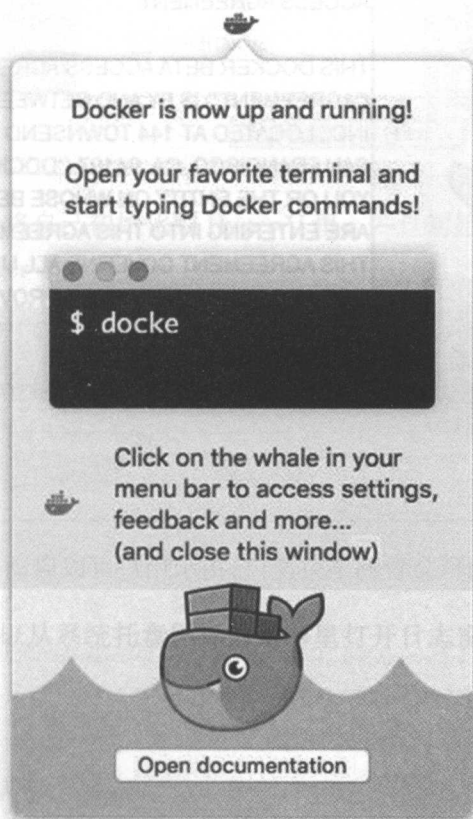 Docker is now up and running!
Open your favorite terminal and
start typing Docker commands!
$ docke
Click on the whale in your
menu bar to access settings,
feedback and more...
(and close this window)
Open documentation